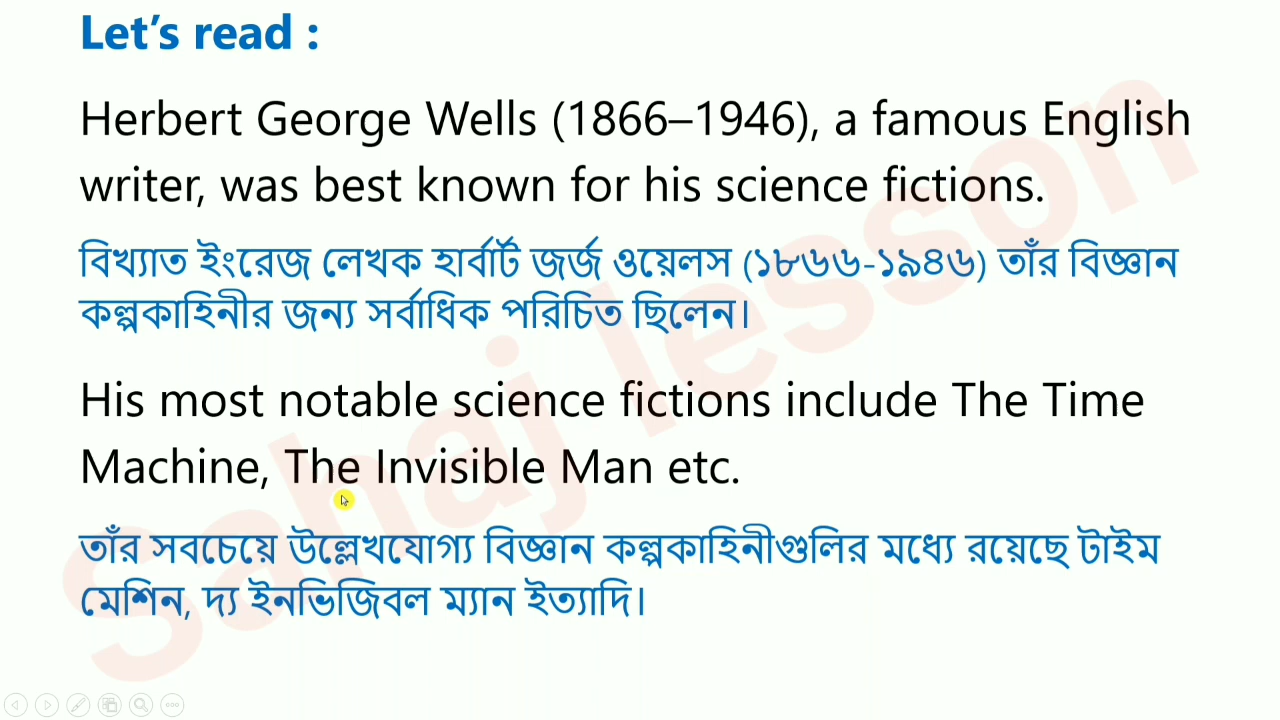 Let's read :
Herbert George Wells (1866–1946), a famous English
writer, was best known for his science fictions.
বিখ্যাত ইংরেজ লেখক হার্বার্ট জর্জ ওয়েলস (১৮৬৬-১৯৪৬) তাঁর বিজ্ঞান
কল্পকাহিনীর জন্য সর্বাধিক পরিচিত ছিলেন।
His most notable science fictions include The Time
Machine, The Invisible Man etc.
তাঁর সবচেয়ে উল্লেখযোগ্য বিজ্ঞান কল্পকাহিনীগুলির মধ্যে রয়েছে টাইম
মেশিন, দ্য ইনভিজিবল ম্যান ইত্যাদি।
Sahaj lesson